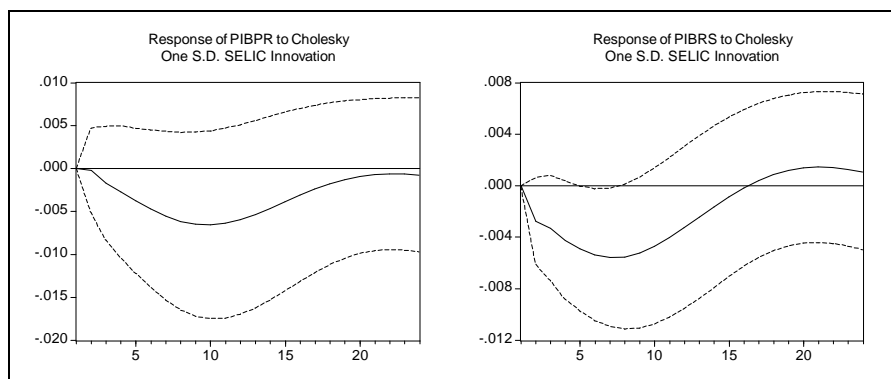 Response of PIBPR to Cholesky
One S.D. SELIC Innovation
.010
.005
.000
-.005
-.010
-.015
-.020
5 10 15 20
Response of PIBRS to Cholesky
One S.D. SELIC Innovation
.008
.004
.000
-.004
-.008
-.012
5 10 15 20